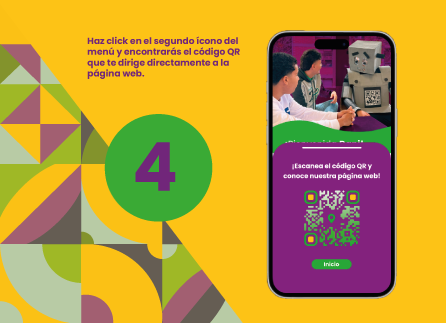 Haz click en el segundo ícono del
menú y encontrarás el código QR
que te dirige directamente a la
página web.
4
¡Escanea el código QR y
conoce nuestra página web!
Inicio